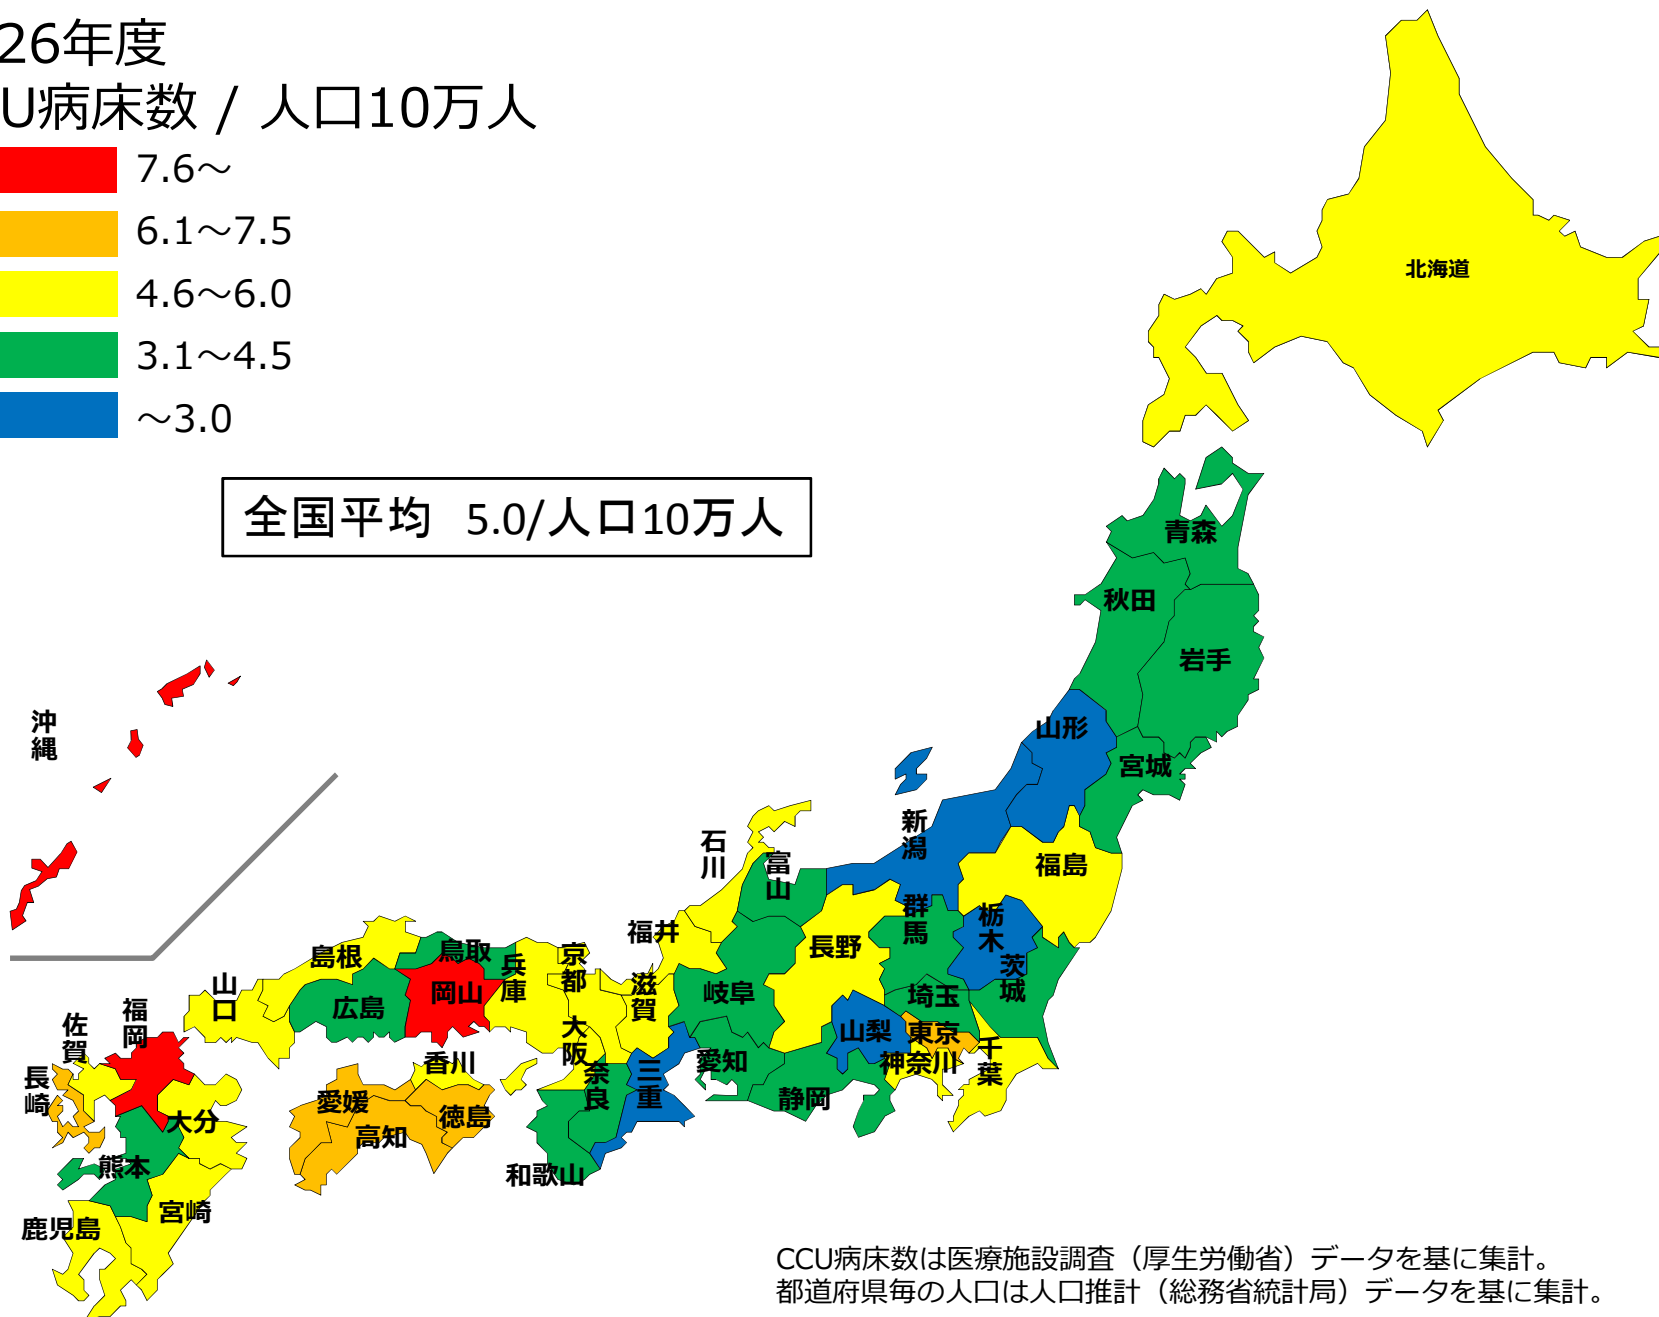 26年度
U病床数 / 人口10万人
7.6～
6.1～7.5
4.6～6.0
3.1～4.5
～3.0
全国平均 5.0/人口10万人
北海道
青森
秋田
岩手
山形
宮城
新潟
福島
石川
富山
福井
長野
群馬
栃木
茨城
埼玉
東京
千葉
神奈川
山梨
静岡
愛知
岐阜
三重
滋賀
京都
大阪
奈良
和歌山
兵庫
鳥取
岡山
島根
広島
山口
香川
徳島
愛媛
高知
福岡
佐賀
長崎
大分
熊本
宮崎
鹿児島
沖縄
CCU病床数は医療施設調査（厚生労働省）データを基に集計。
都道府県毎の人口は人口推計（総務省統計局）データを基に集計。